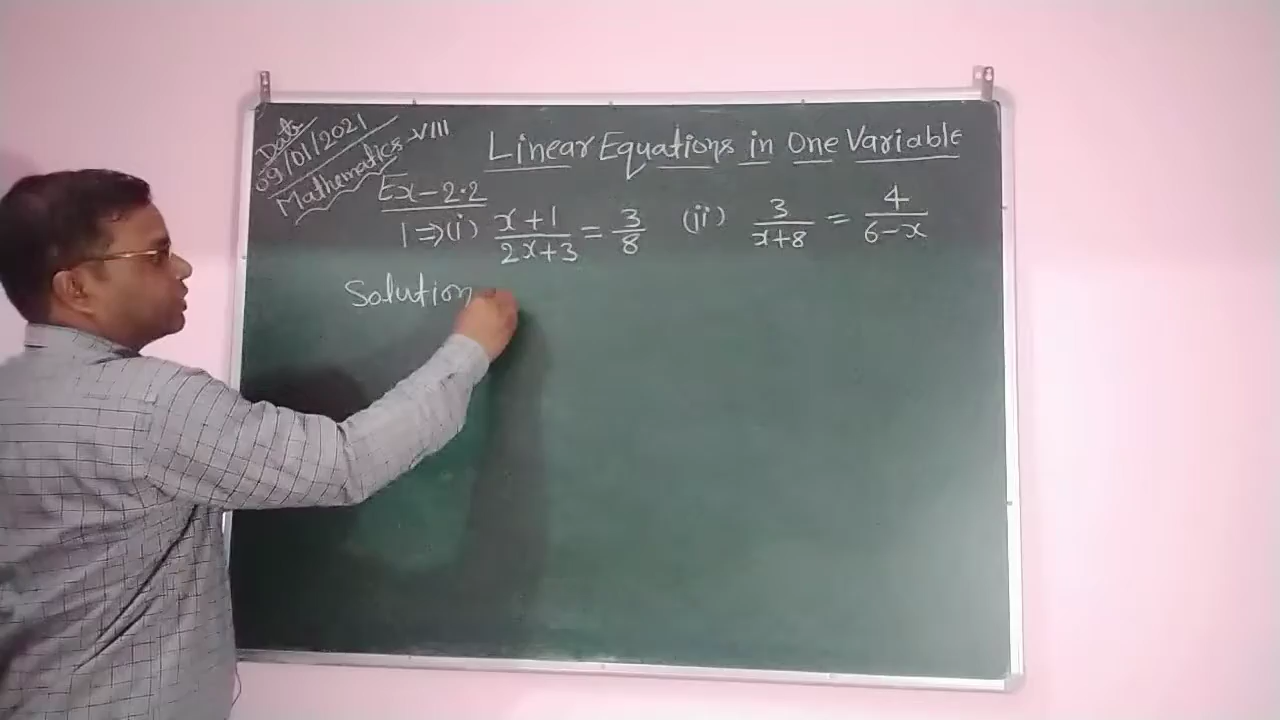 Date
09/01/2021
Mathematics-VIII
Linear Equations in One Variable
Ex-2.2
1⇒(i) x+1/2x+3 = 3/8 (ii) 3/x+8 = 4/6-x
Solution